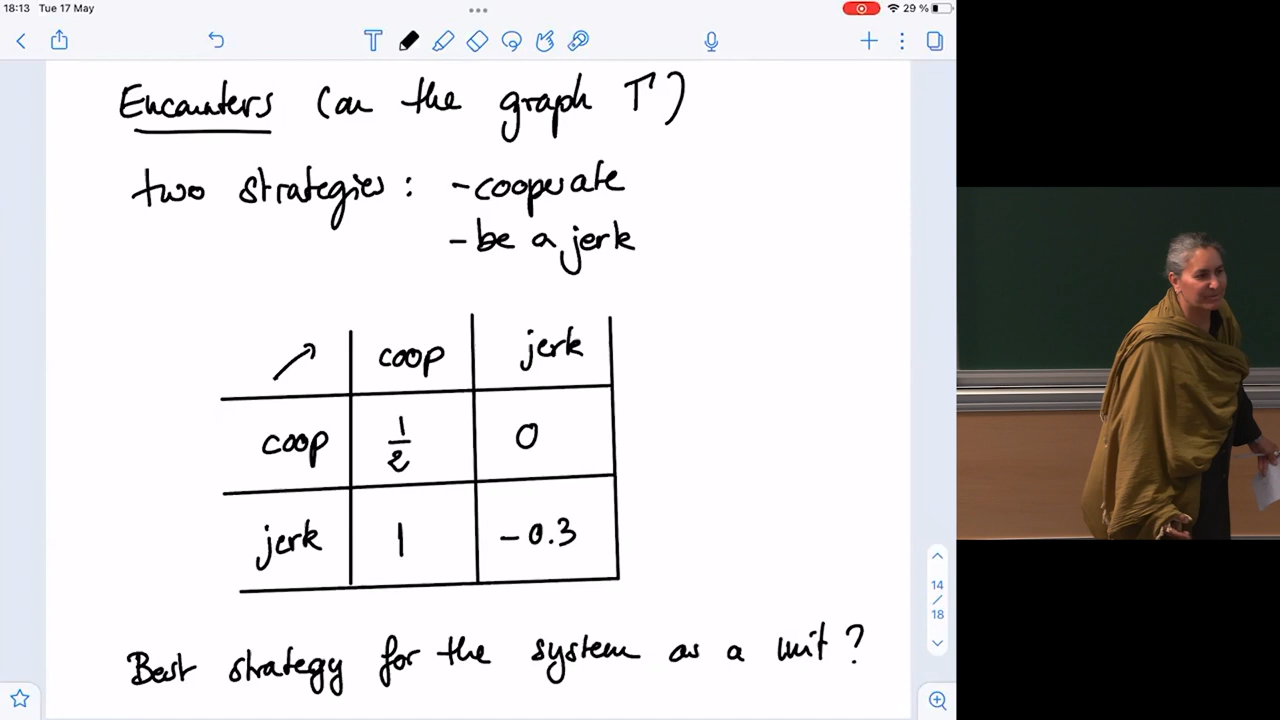 18:13 Tue 17 May
29 %
Encounters (on the graph Γ)
two strategies: - cooperate
- be a jerk
↗ coop jerk
coop 1/2 0
jerk 1 -0.3
14
/
18
Best strategy for the system as a unit?